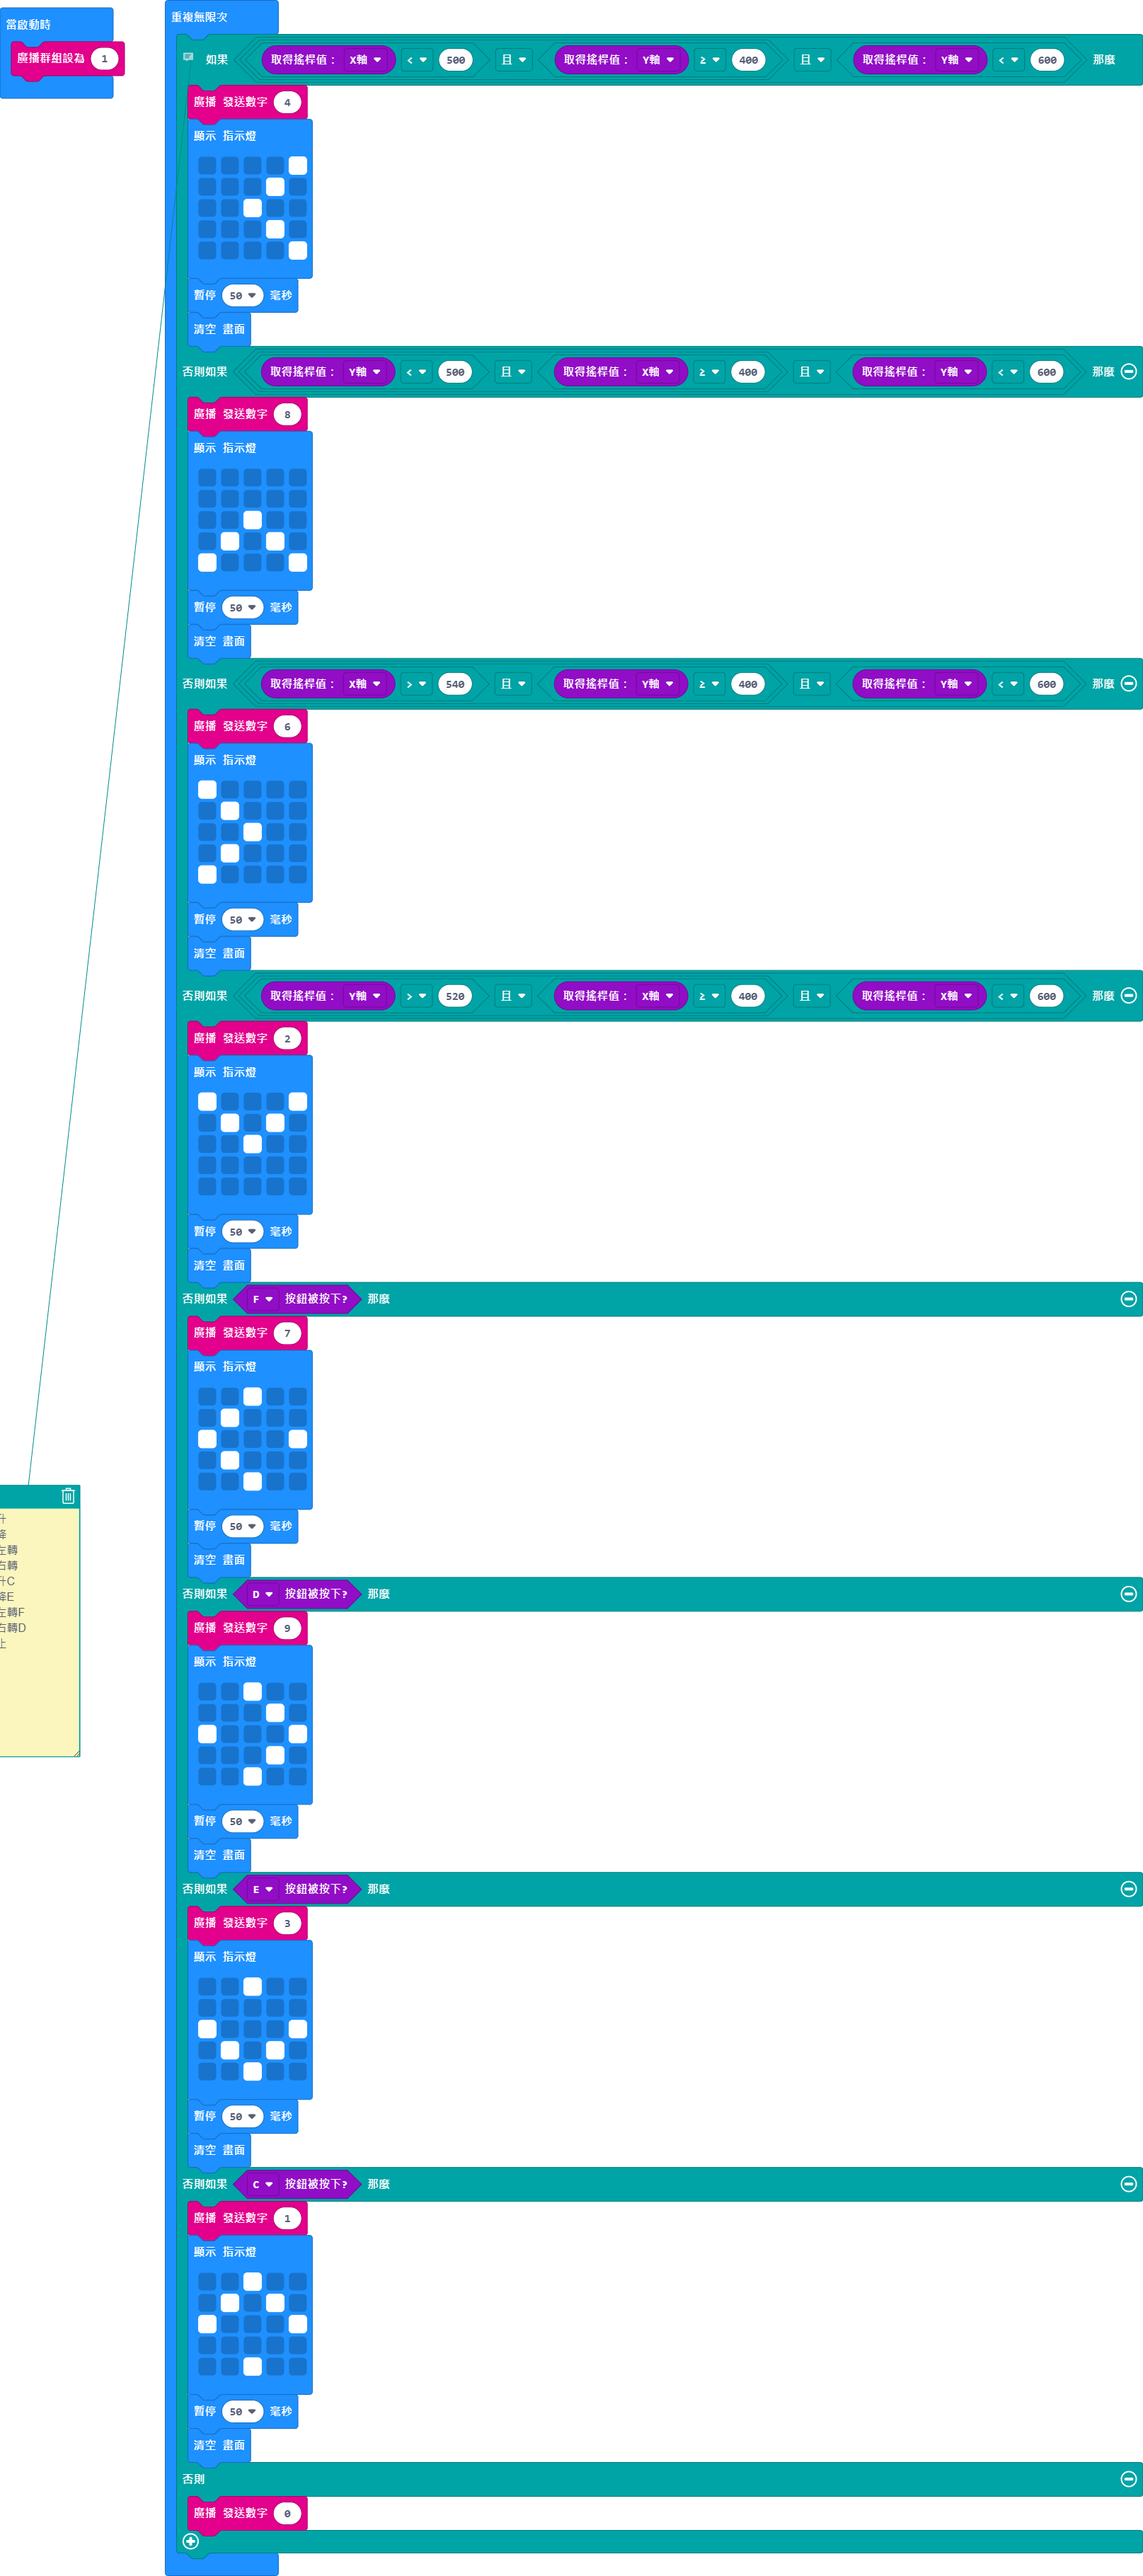 當啟動時
廣播群組設為 1
重複無限次
如果 取得搖桿值： X軸 < 500 且 取得搖桿值： Y軸 ≥ 400 且 取得搖桿值： Y軸 < 600 那麼
廣播 發送數字 4
顯示 指示燈
暫停 50 毫秒
清空 畫面
否則如果 取得搖桿值： Y軸 < 500 且 取得搖桿值： X軸 ≥ 400 且 取得搖桿值： Y軸 < 600 那麼
廣播 發送數字 8
顯示 指示燈
暫停 50 毫秒
清空 畫面
否則如果 取得搖桿值： X軸 > 540 且 取得搖桿值： Y軸 ≥ 400 且 取得搖桿值： Y軸 < 600 那麼
廣播 發送數字 6
顯示 指示燈
暫停 50 毫秒
清空 畫面
否則如果 取得搖桿值： Y軸 > 520 且 取得搖桿值： X軸 ≥ 400 且 取得搖桿值： X軸 < 600 那麼
廣播 發送數字 2
顯示 指示燈
暫停 50 毫秒
清空 畫面
否則如果 F 按鈕被按下? 那麼
廣播 發送數字 7
顯示 指示燈
暫停 50 毫秒
清空 畫面
升
降
左轉
右轉
升C
降E
左轉F
右轉D
止
否則如果 D 按鈕被按下? 那麼
廣播 發送數字 9
顯示 指示燈
暫停 50 毫秒
清空 畫面
否則如果 E 按鈕被按下? 那麼
廣播 發送數字 3
顯示 指示燈
暫停 50 毫秒
清空 畫面
否則如果 C 按鈕被按下? 那麼
廣播 發送數字 1
顯示 指示燈
暫停 50 毫秒
清空 畫面
否則
廣播 發送數字 0